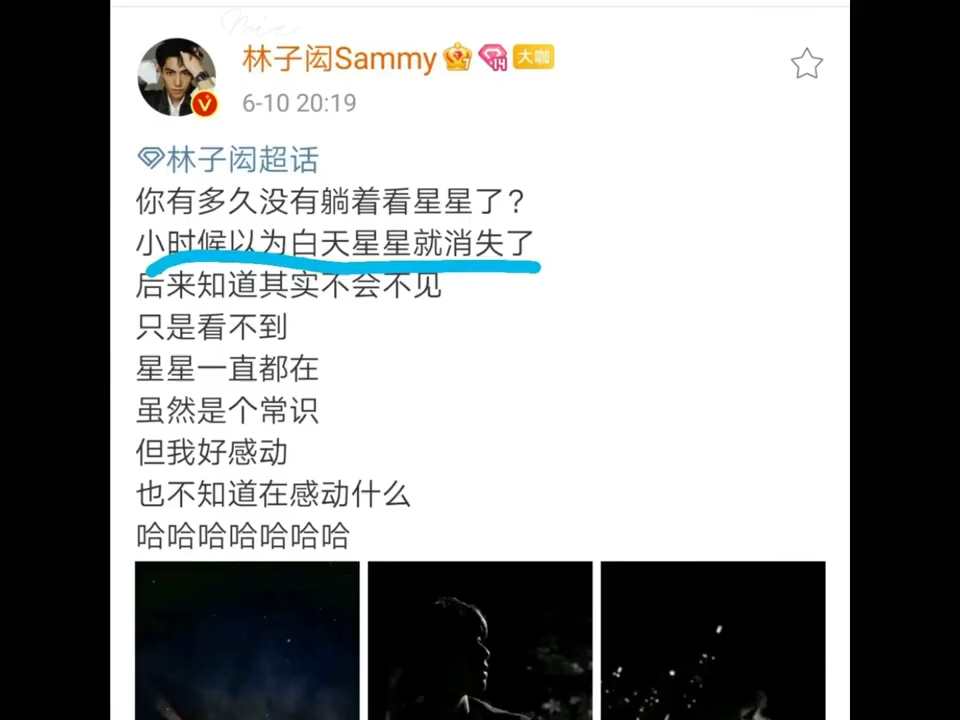 Mic
林子闳Sammy 大咖
6-10 20:19
林子闳超话
你有多久没有躺着看星星了?
小时候以为白天星星就消失了
后来知道其实不会不见
只是看不到
星星一直都在
虽然是个常识
但我好感动
也不知道在感动什么
哈哈哈哈哈哈哈